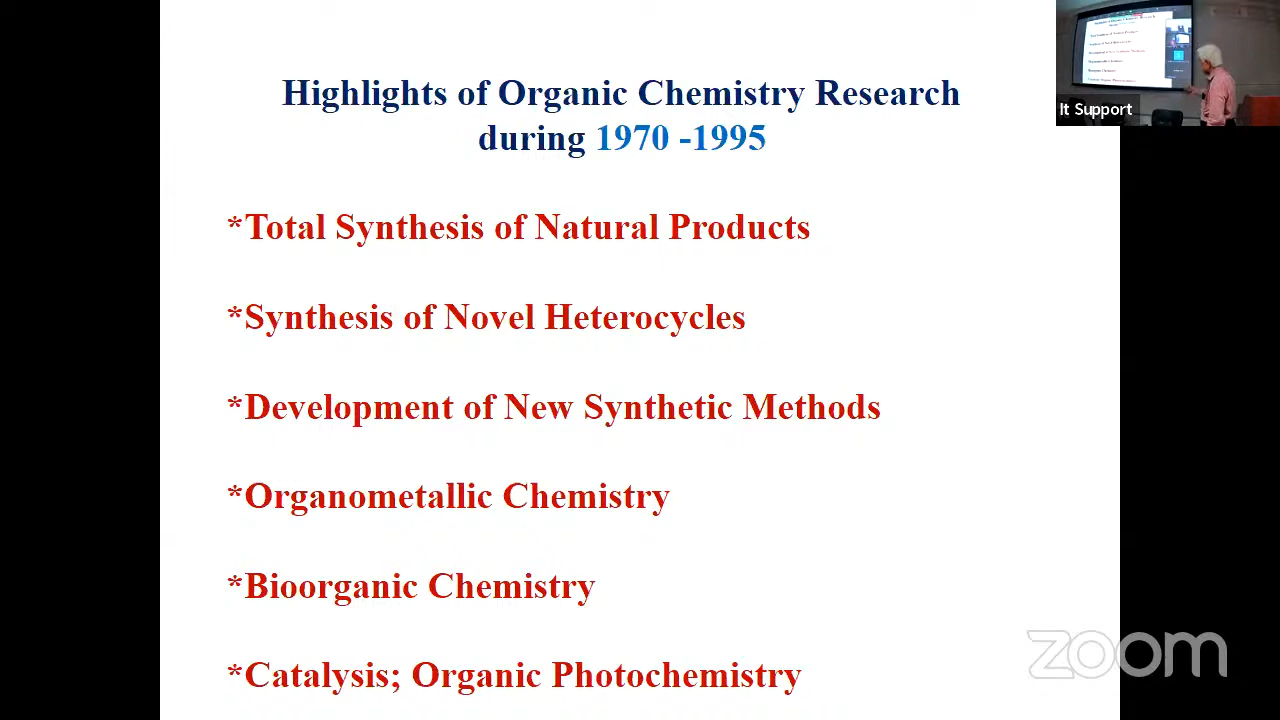 Highlights of Organic Chemistry Research
during 1970 -1995
It Support
*Total Synthesis of Natural Products
*Synthesis of Novel Heterocycles
*Development of New Synthetic Methods
*Organometallic Chemistry
*Bioorganic Chemistry
*Catalysis; Organic Photochemistry
zoom